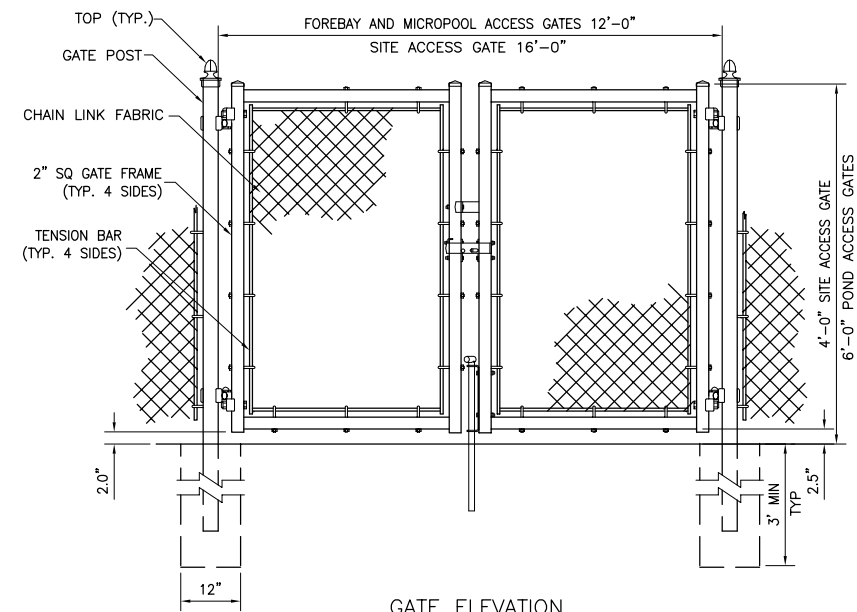 TOP (TYP.)
FOREBAY AND MICROPOOL ACCESS GATES 12'-0"
SITE ACCESS GATE 16'-0"
GATE POST
CHAIN LINK FABRIC
2" SQ GATE FRAME
(TYP. 4 SIDES)
TENSION BAR
(TYP. 4 SIDES)
4'-0" SITE ACCESS GATE
6'-0" POND ACCESS GATES
2.0"
3' MIN
TYP
2.5"
12"
GATE ELEVATION